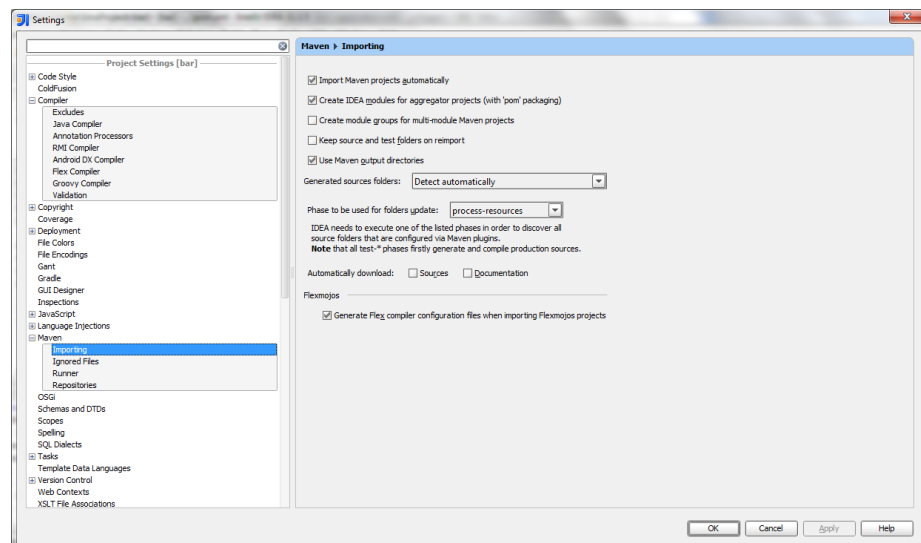 Settings
Project Settings [bar]
Code Style
ColdFusion
Compiler
Excludes
Java Compiler
Annotation Processors
RMI Compiler
Android DX Compiler
Flex Compiler
Groovy Compiler
Validation
Copyright
Coverage
Deployment
File Colors
File Encodings
Gant
Gradle
GUI Designer
Inspections
JavaScript
Language Injections
Maven
Importing
Ignored Files
Runner
Repositories
OSGi
Schemas and DTDs
Scopes
Spelling
SQL Dialects
Tasks
Template Data Languages
Version Control
Web Contexts
XSLT File Associations
Maven Importing
Import Maven projects automatically
Create IDEA modules for aggregator projects (with 'pom' packaging)
Create module groups for multi-module Maven projects
Keep source and test folders on reimport
Use Maven output directories
Generated sources folders: Detect automatically
Phase to be used for folders update: process-resources
IDEA needs to execute one of the listed phases in order to discover all
source folders that are configured via Maven plugins.
Note that all test-* phases firstly generate and compile production sources.
Automatically download: Sources Documentation
Flexmojos
Generate Flex compiler configuration files when importing Flexmojos projects
OK Cancel Apply Help